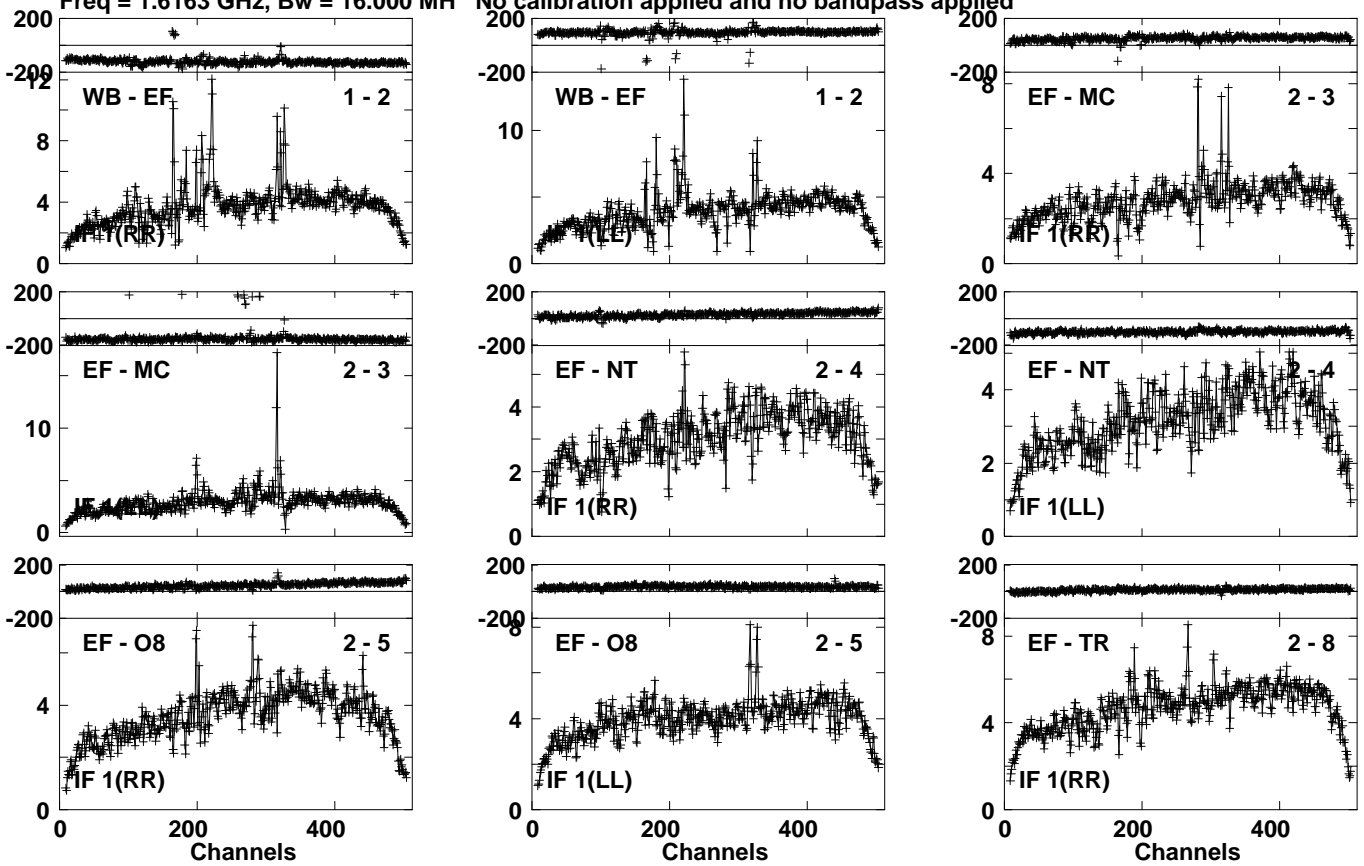 Freq = 1.6163 GHz, Bw = 16.000 MH No calibration applied and no bandpass applied
200
-200
12
8
4
0
WB - EF 1 - 2
IF 1(RR)
10
0
WB - EF 1 - 2
1(LL)
200
-200
8
4
0
EF - MC 2 - 3
IF 1(RR)
200
-200
10
0
EF - MC 2 - 3
200
-200
4
2
0
EF - NT 2 - 4
IF 1(RR)
200
-200
4
2
0
EF - NT 2 - 4
IF 1(LL)
200
-200
4
0
EF - O8 2 - 5
IF 1(RR)
0 200 400
Channels
200
-200
8
4
0
EF - O8 2 - 5
IF 1(LL)
200
-200
8
4
0
EF - TR 2 - 8
IF 1(RR)
200 400
Channels